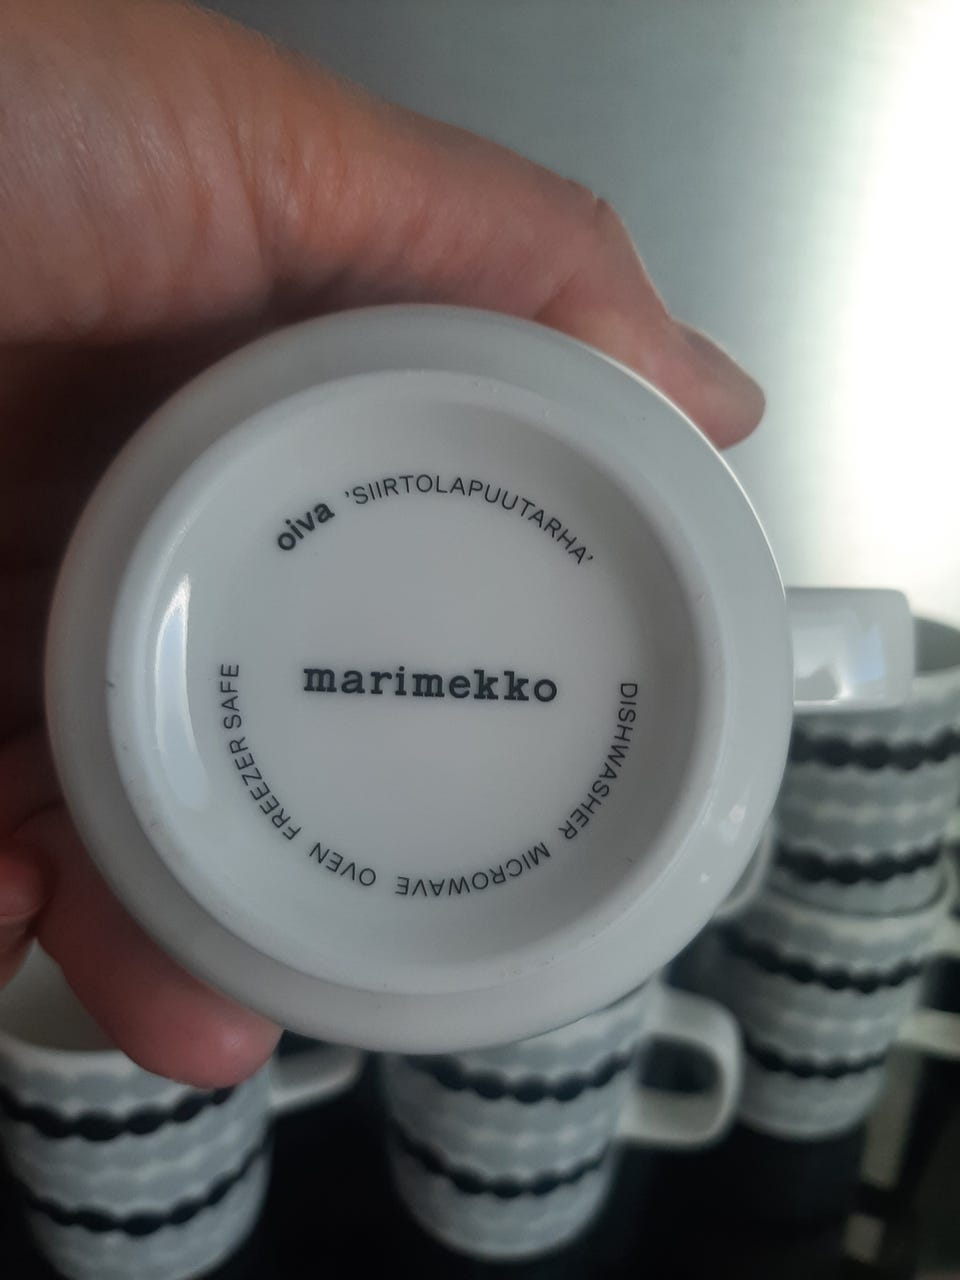 oiva 'SIIRTOLAPUUTARHA'
marimekko
DISHWASHER MICROWAVE OVEN FREEZER SAFE